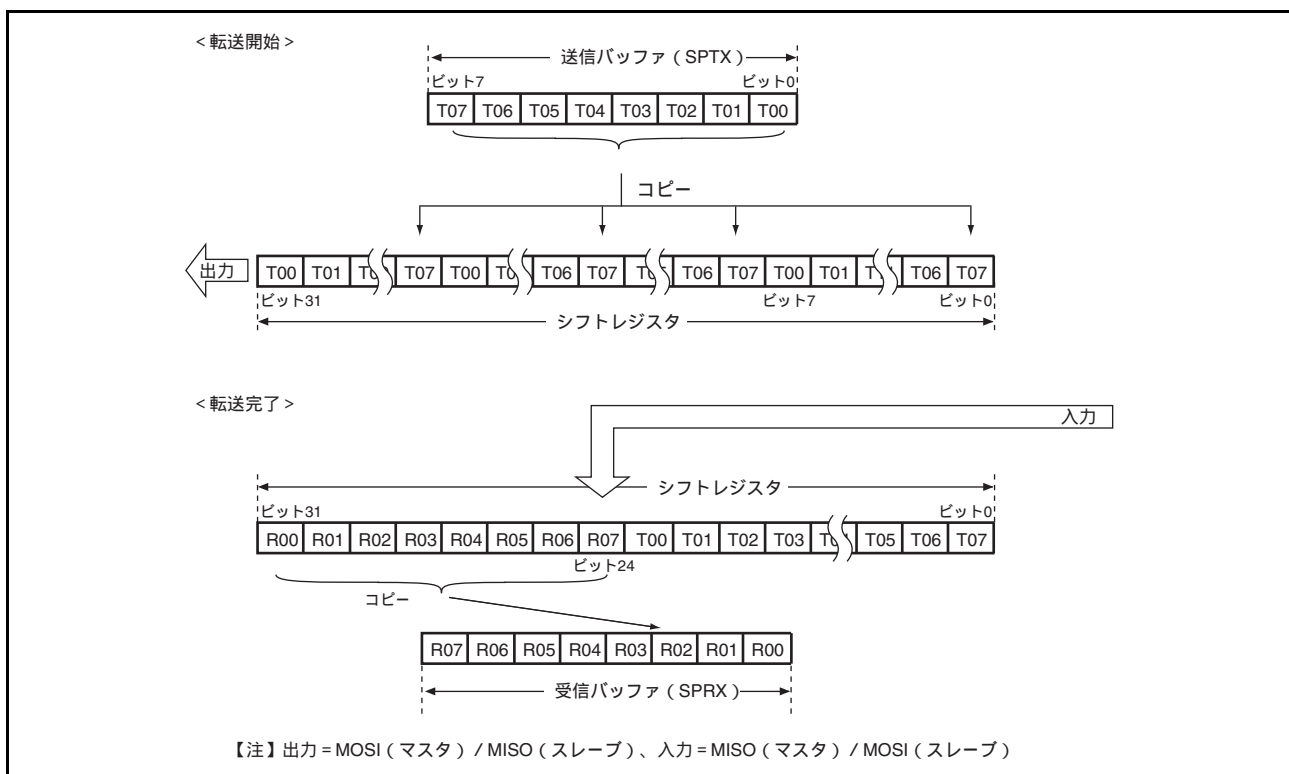 <転送開始>
送信バッファ(SPTX)
ビット7 ビット0
T07 T06 T05 T04 T03 T02 T01 T00
コピー
出力 T00 T01 T07 T00 T06 T07 T06 T07 T00 T01 T06 T07
ビット31 ビット7 ビット0
シフトレジスタ
<転送完了>
入力
シフトレジスタ
ビット31 ビット0
R00 R01 R02 R03 R04 R05 R06 R07 T00 T01 T02 T03 T05 T06 T07
ビット24
コピー
R07 R06 R05 R04 R03 R02 R01 R00
受信バッファ(SPRX)
【注】出力=MOSI(マスタ)/MISO(スレーブ)、入力=MISO(マスタ)/MOSI(スレーブ)